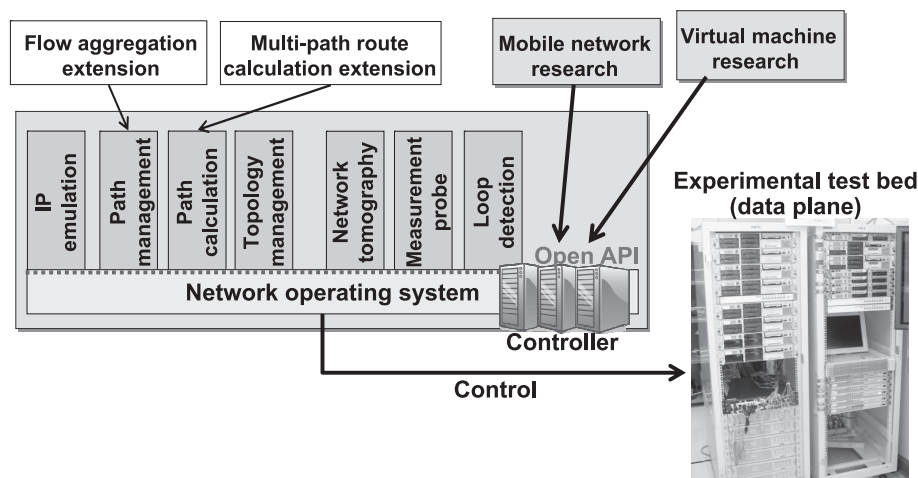 Flow aggregation
extension
Multi-path route
calculation extension
Mobile network
research
Virtual machine
research
IP
emulation
Path
management
Path
calculation
Topology
management
Network
tomography
Measurement
probe
Loop
detection
Open API
Network operating system
Controller
Control
Experimental test bed
(data plane)